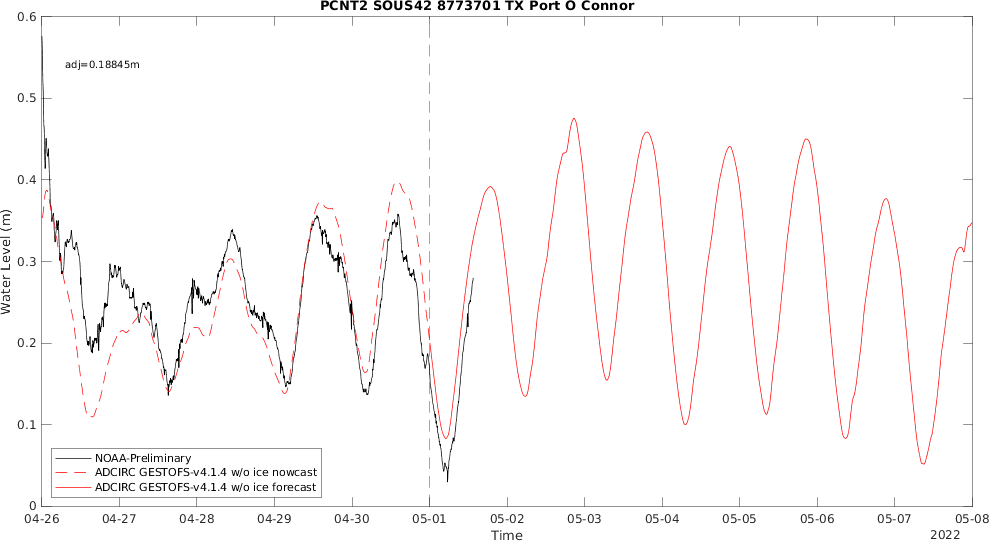 PCNT2 SOUS42 8773701 TX Port O Connor
adj=0.18845m
Water Level (m)
0.6
0.5
0.4
0.3
0.2
0.1
0
NOAA-Preliminary
ADCIRC GESTOFS-v4.1.4 w/o ice nowcast
ADCIRC GESTOFS-v4.1.4 w/o ice forecast
04-26 04-27 04-28 04-29 04-30 05-01 05-02 05-03 05-04 05-05 05-06 05-07 05-08
Time
2022